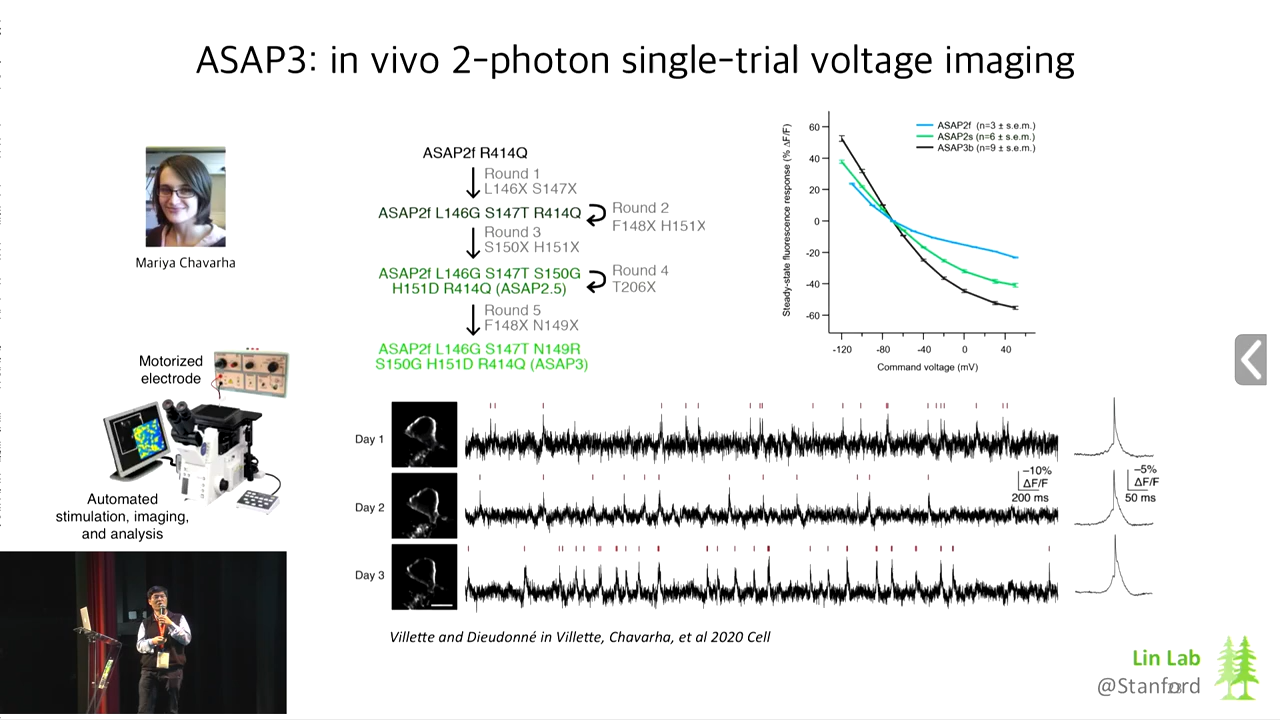 ASAP3: in vivo 2-photon single-trial voltage imaging
Mariya Chavarha
ASAP2f R414Q
Round 1
L146X S147X
ASAP2f L146G S147T R414Q
Round 2
F148X H151X
Round 3
S150X H151X
ASAP2f L146G S147T S150G
H151D R414Q (ASAP2.5)
Round 4
T206X
Round 5
F148X N149X
ASAP2f L146G S147T N149R
S150G H151D R414Q (ASAP3)
Steady-state fluorescence response (% ΔF/F)
60
40
20
0
-20
-40
-60
ASAP2f (n=3 ± s.e.m.)
ASAP2s (n=6 ± s.e.m.)
ASAP3b (n=9 ± s.e.m.)
-120
-80
-40
0
40
Command voltage (mV)
Motorized
electrode
Automated
stimulation, imaging,
and analysis
Day 1
Day 2
Day 3
−10%
ΔF/F
200 ms
−5%
ΔF/F
50 ms
Villette and Dieudonné in Villette, Chavarha, et al 2020 Cell
Lin Lab
@Stanford